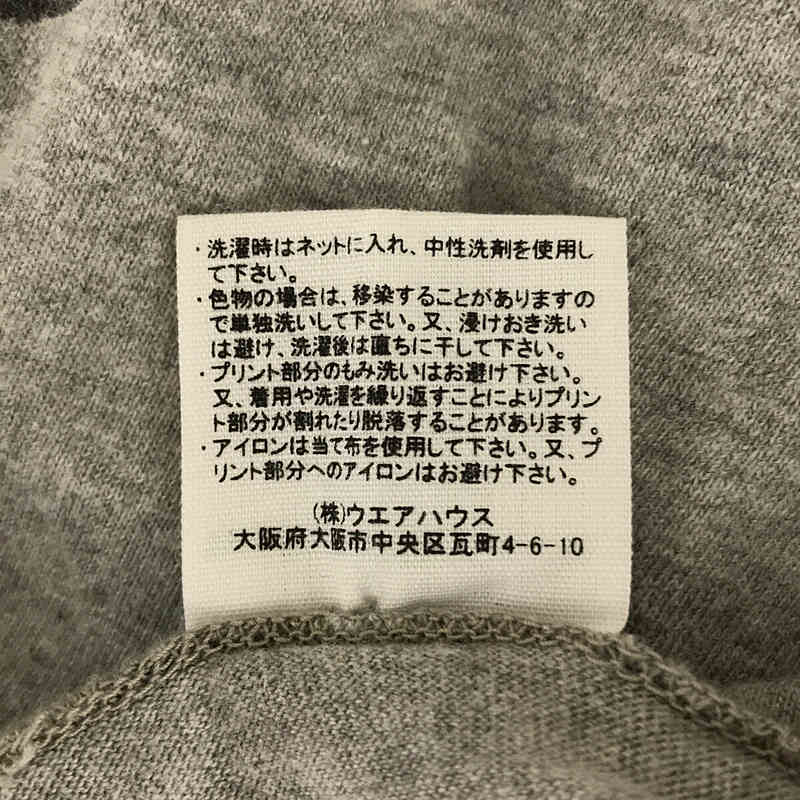 ・洗濯時はネットに入れ、中性洗剤を使用し
て下さい。
・色物の場合は、移染することがありますの
で単独洗いして下さい。又、浸けおき洗い
は避け、洗濯後は直ちに干して下さい。
・プリント部分のもみ洗いはお避け下さい。
又、着用や洗濯を繰り返すことによりプリン
ト部分が割れたり脱落することがあります。
・アイロンは当て布を使用して下さい。又、プ
リント部分へのアイロンはお避け下さい。
(株)ウエアハウス
大阪府大阪市中央区瓦町4-6-10